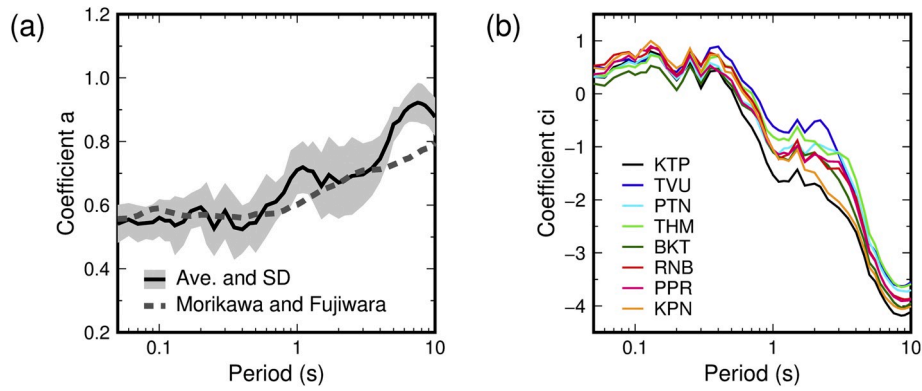 (a)
1.2
1.0
0.8
0.6
0.4
0.2
Coefficient a
Ave. and SD
Morikawa and Fujiwara
0.1
1
10
Period (s)
(b)
1
0
−1
−2
−3
−4
Coefficient ci
KTP
TVU
PTN
THM
BKT
RNB
PPR
KPN
0.1
1
10
Period (s)